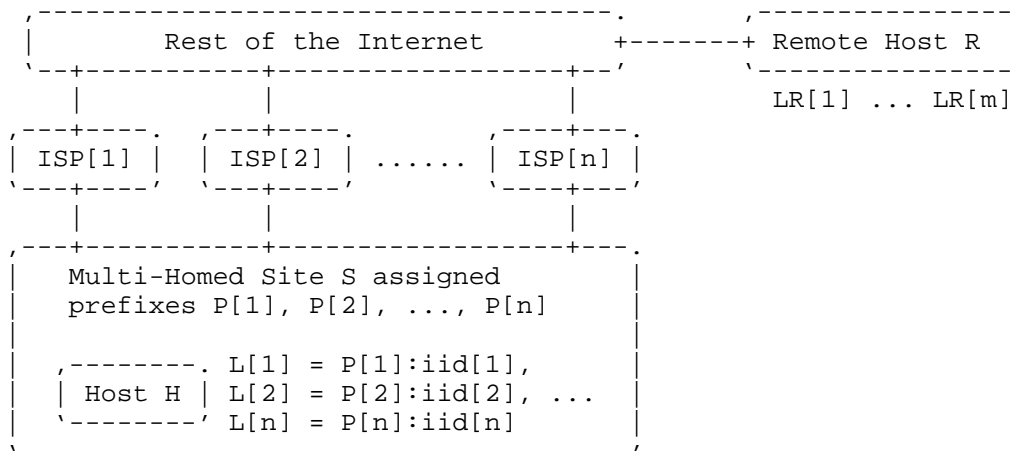 Rest of the Internet
Remote Host R
LR[1] ... LR[m]
ISP[1]
ISP[2]
......
ISP[n]
Multi-Homed Site S assigned
prefixes P[1], P[2], ..., P[n]
L[1] = P[1]:iid[1],
Host H
L[2] = P[2]:iid[2], ...
L[n] = P[n]:iid[n]